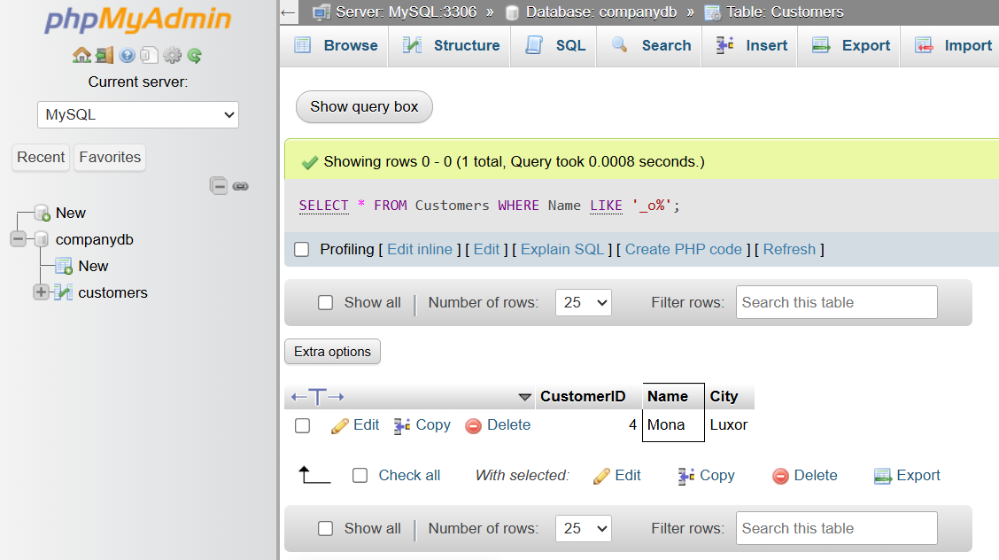 phpMyAdmin
Current server:
MySQL
Recent Favorites
New
companydb
New
customers
Server: MySQL:3306 » Database: companydb » Table: Customers
Browse Structure SQL Search Insert Export Import
Show query box
Showing rows 0 - 0 (1 total, Query took 0.0008 seconds.)
SELECT * FROM Customers WHERE Name LIKE '_o%';
Profiling [ Edit inline ] [ Edit ] [ Explain SQL ] [ Create PHP code ] [ Refresh ]
Show all | Number of rows: 25 Filter rows: Search this table
Extra options
←T→ CustomerID Name City
Edit Copy Delete 4 Mona Luxor
Check all With selected: Edit Copy Delete Export
Show all | Number of rows: 25 Filter rows: Search this table